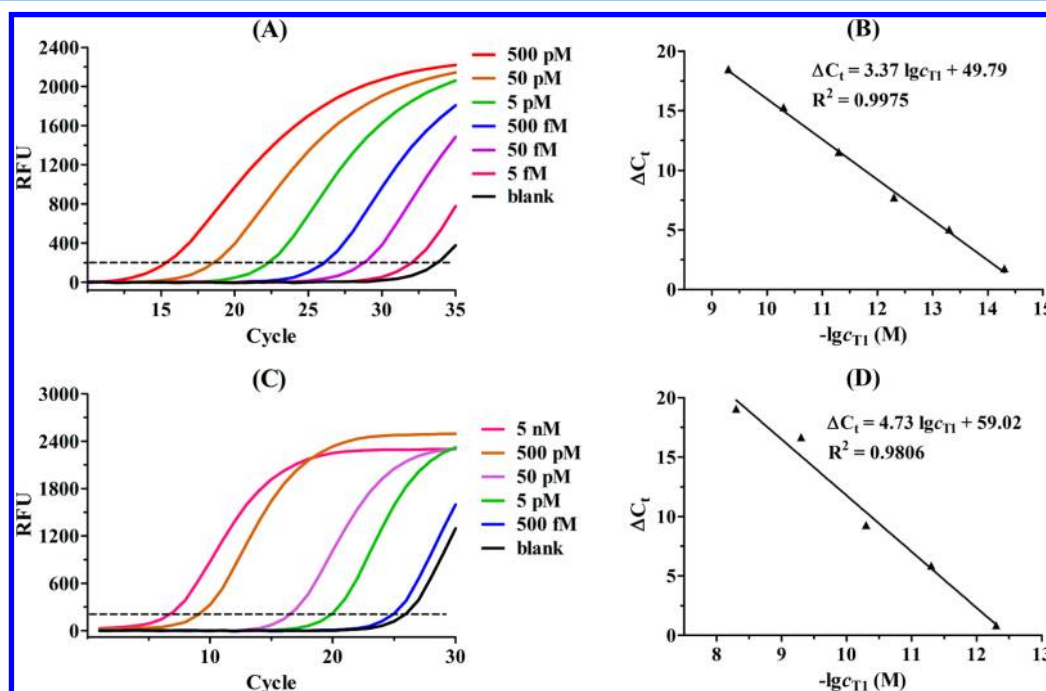 (A)
2400
2000
1600
1200
800
400
0
RFU
15
20
25
30
35
Cycle
500 pM
50 pM
5 pM
500 fM
50 fM
5 fM
blank
(B)
20
15
10
5
0
ΔCt
ΔCt = 3.37 lgcT1 + 49.79
R² = 0.9975
9
10
11
12
13
14
15
-lgcT1 (M)
(C)
3000
2400
1800
1200
600
0
RFU
10
20
30
Cycle
5 nM
500 pM
50 pM
5 pM
500 fM
blank
(D)
20
15
10
5
0
ΔCt
ΔCt = 4.73 lgcT1 + 59.02
R² = 0.9806
8
9
10
11
12
13
-lgcT1 (M)